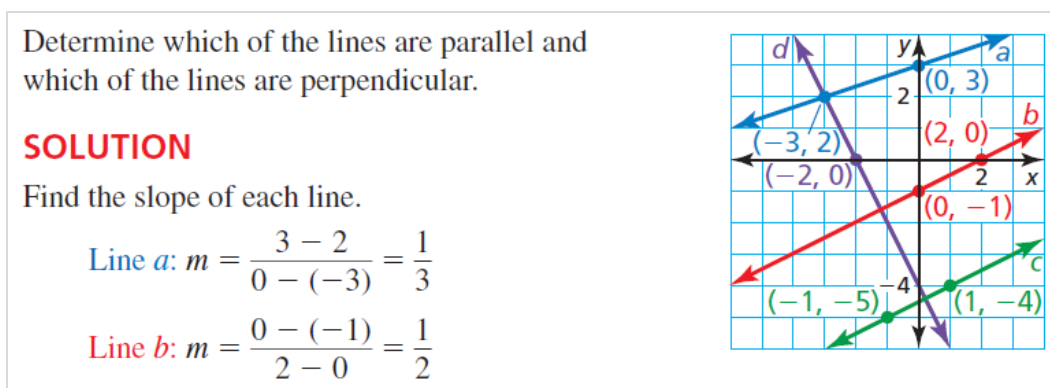 Determine which of the lines are parallel and
which of the lines are perpendicular.
SOLUTION
Find the slope of each line.
Line a: m = (3 − 2)/(0 − (−3)) = 1/3
Line b: m = (0 − (−1))/(2 − 0) = 1/2
d
y
a
(0, 3)
2
b
(−3, 2)
(2, 0)
(−2, 0)
2
x
(0, −1)
c
−4
(−1, −5)
(1, −4)